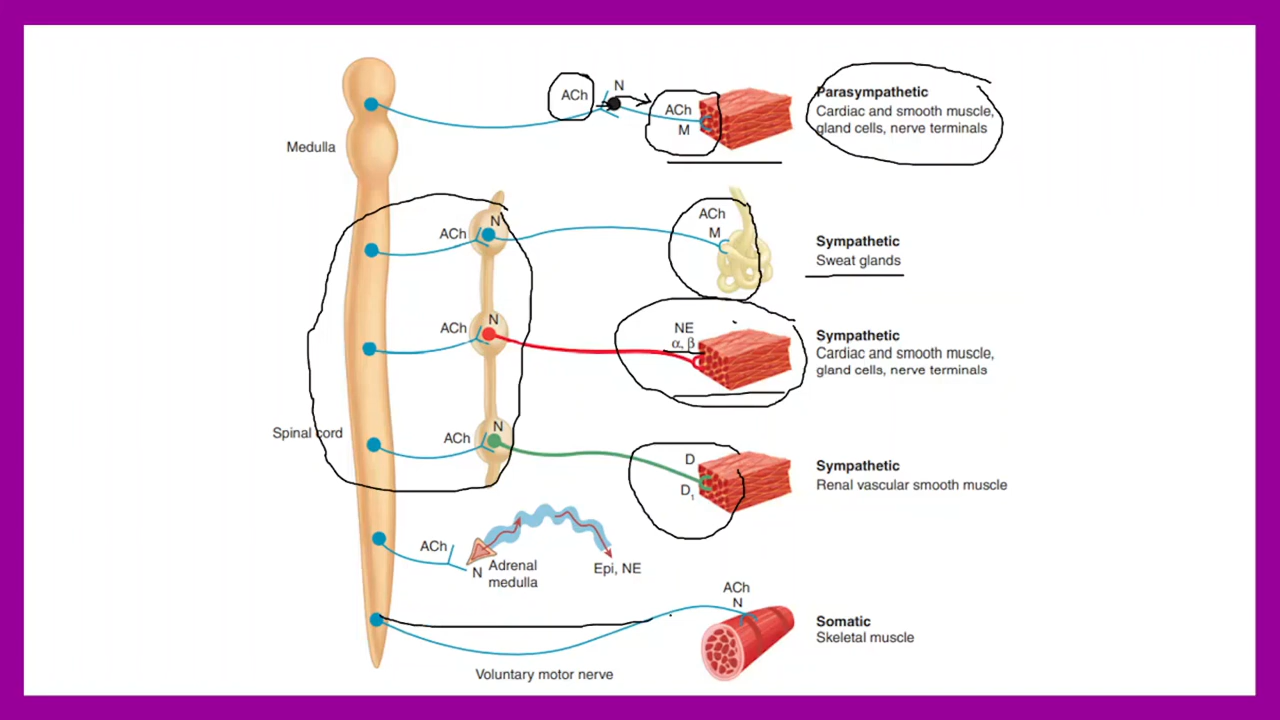 ACh
N
ACh
M
Parasympathetic
Cardiac and smooth muscle,
gland cells, nerve terminals
Medulla
ACh
N
ACh
M
Sympathetic
Sweat glands
ACh
N
NE
α, β
Sympathetic
Cardiac and smooth muscle,
gland cells, nerve terminals
Spinal cord
ACh
N
D
D₁
Sympathetic
Renal vascular smooth muscle
ACh
N
Adrenal
medulla
Epi, NE
ACh
N
Somatic
Skeletal muscle
Voluntary motor nerve